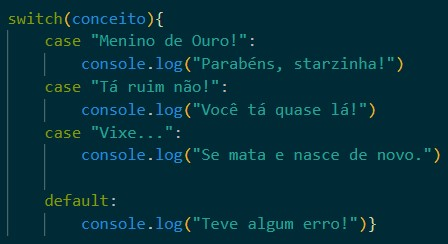 switch(conceito){
    case "Menino de Ouro!":
        console.log("Parabéns, starzinha!")
    case "Tá ruim não!":
        console.log("Você tá quase lá!")
    case "Vixe...":
        console.log("Se mata e nasce de novo.")
    default:
        console.log("Teve algum erro!")}